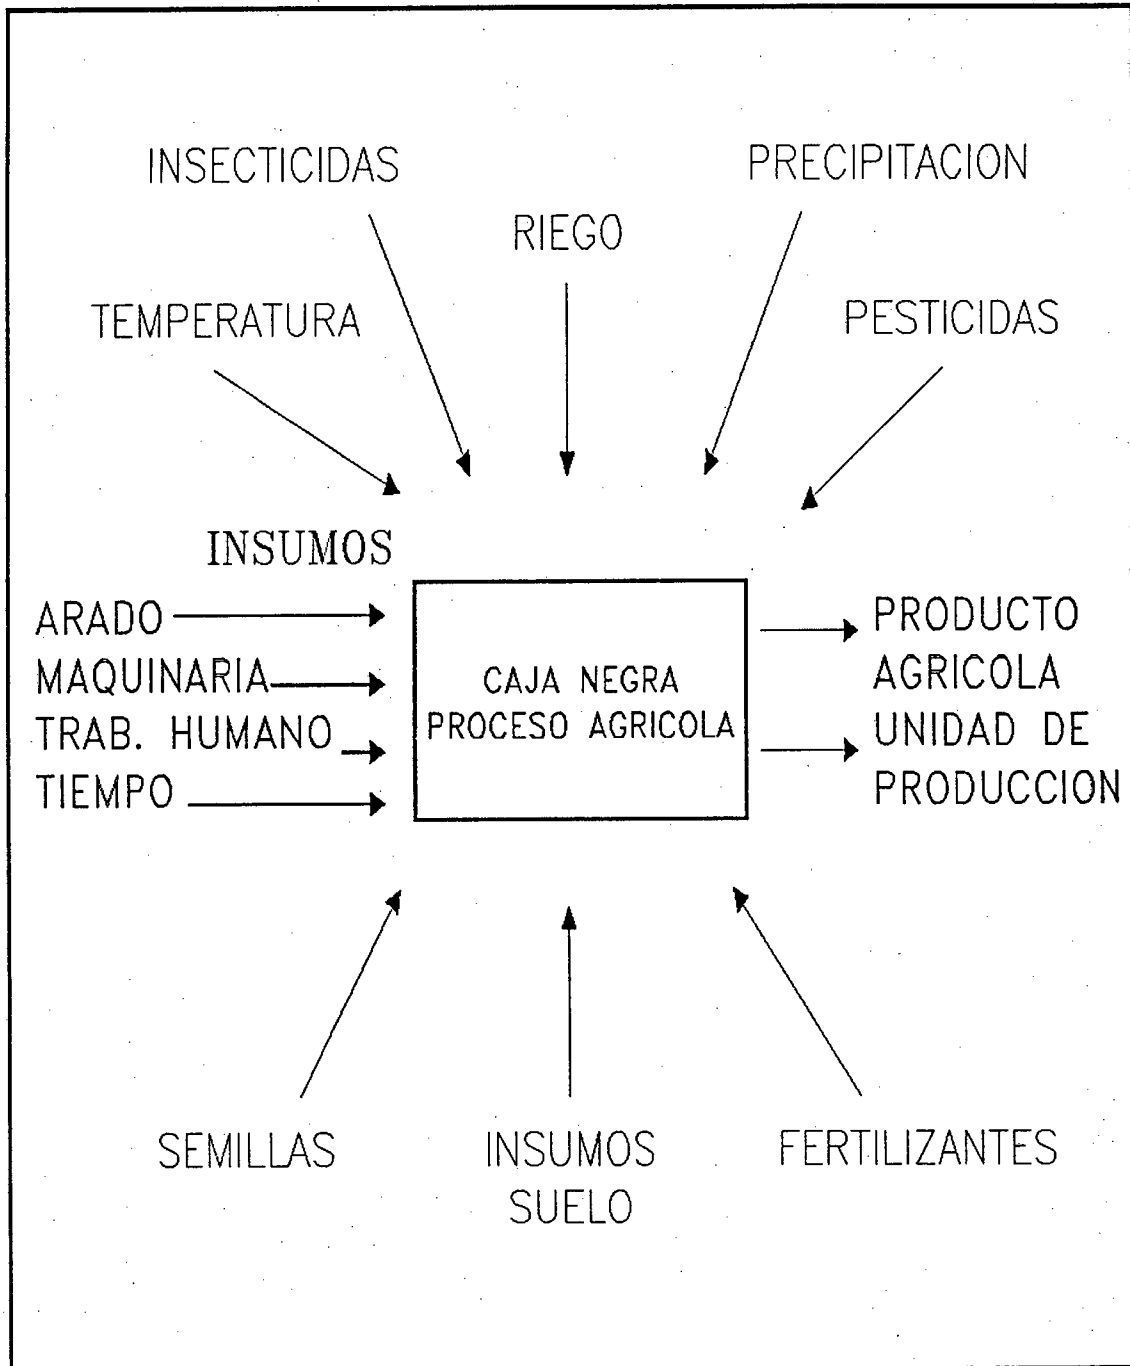 INSECTICIDAS
PRECIPITACION
RIEGO
TEMPERATURA
PESTICIDAS
INSUMOS
ARADO
MAQUINARIA
TRAB. HUMANO
TIEMPO
CAJA NEGRA
PROCESO AGRICOLA
PRODUCTO
AGRICOLA
UNIDAD DE
PRODUCCION
SEMILLAS
INSUMOS
SUELO
FERTILIZANTES